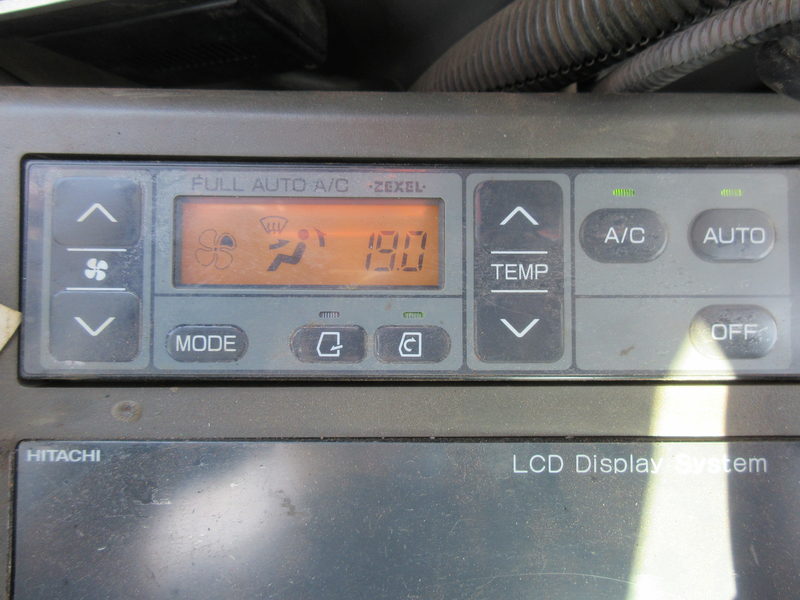 FULL AUTO A/C ·ZEXEL·
19.0
TEMP
A/C
AUTO
MODE
OFF
HITACHI
LCD Display System